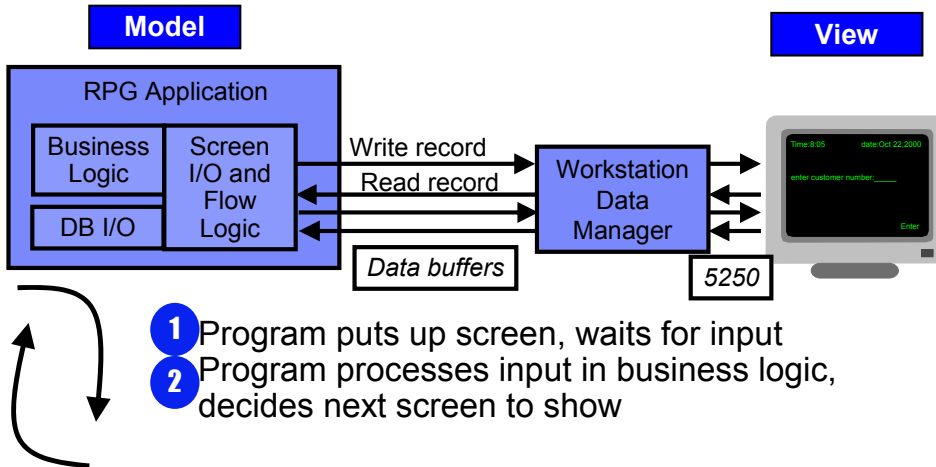 Model
View
RPG Application
Business
Logic
DB I/O
Screen
I/O and
Flow
Logic
Write record
Read record
Data buffers
Workstation
Data
Manager
5250
Time:8:05 date:Oct 22,2000
enter customer number:_____
Enter
1 Program puts up screen, waits for input
2 Program processes input in business logic,
decides next screen to show